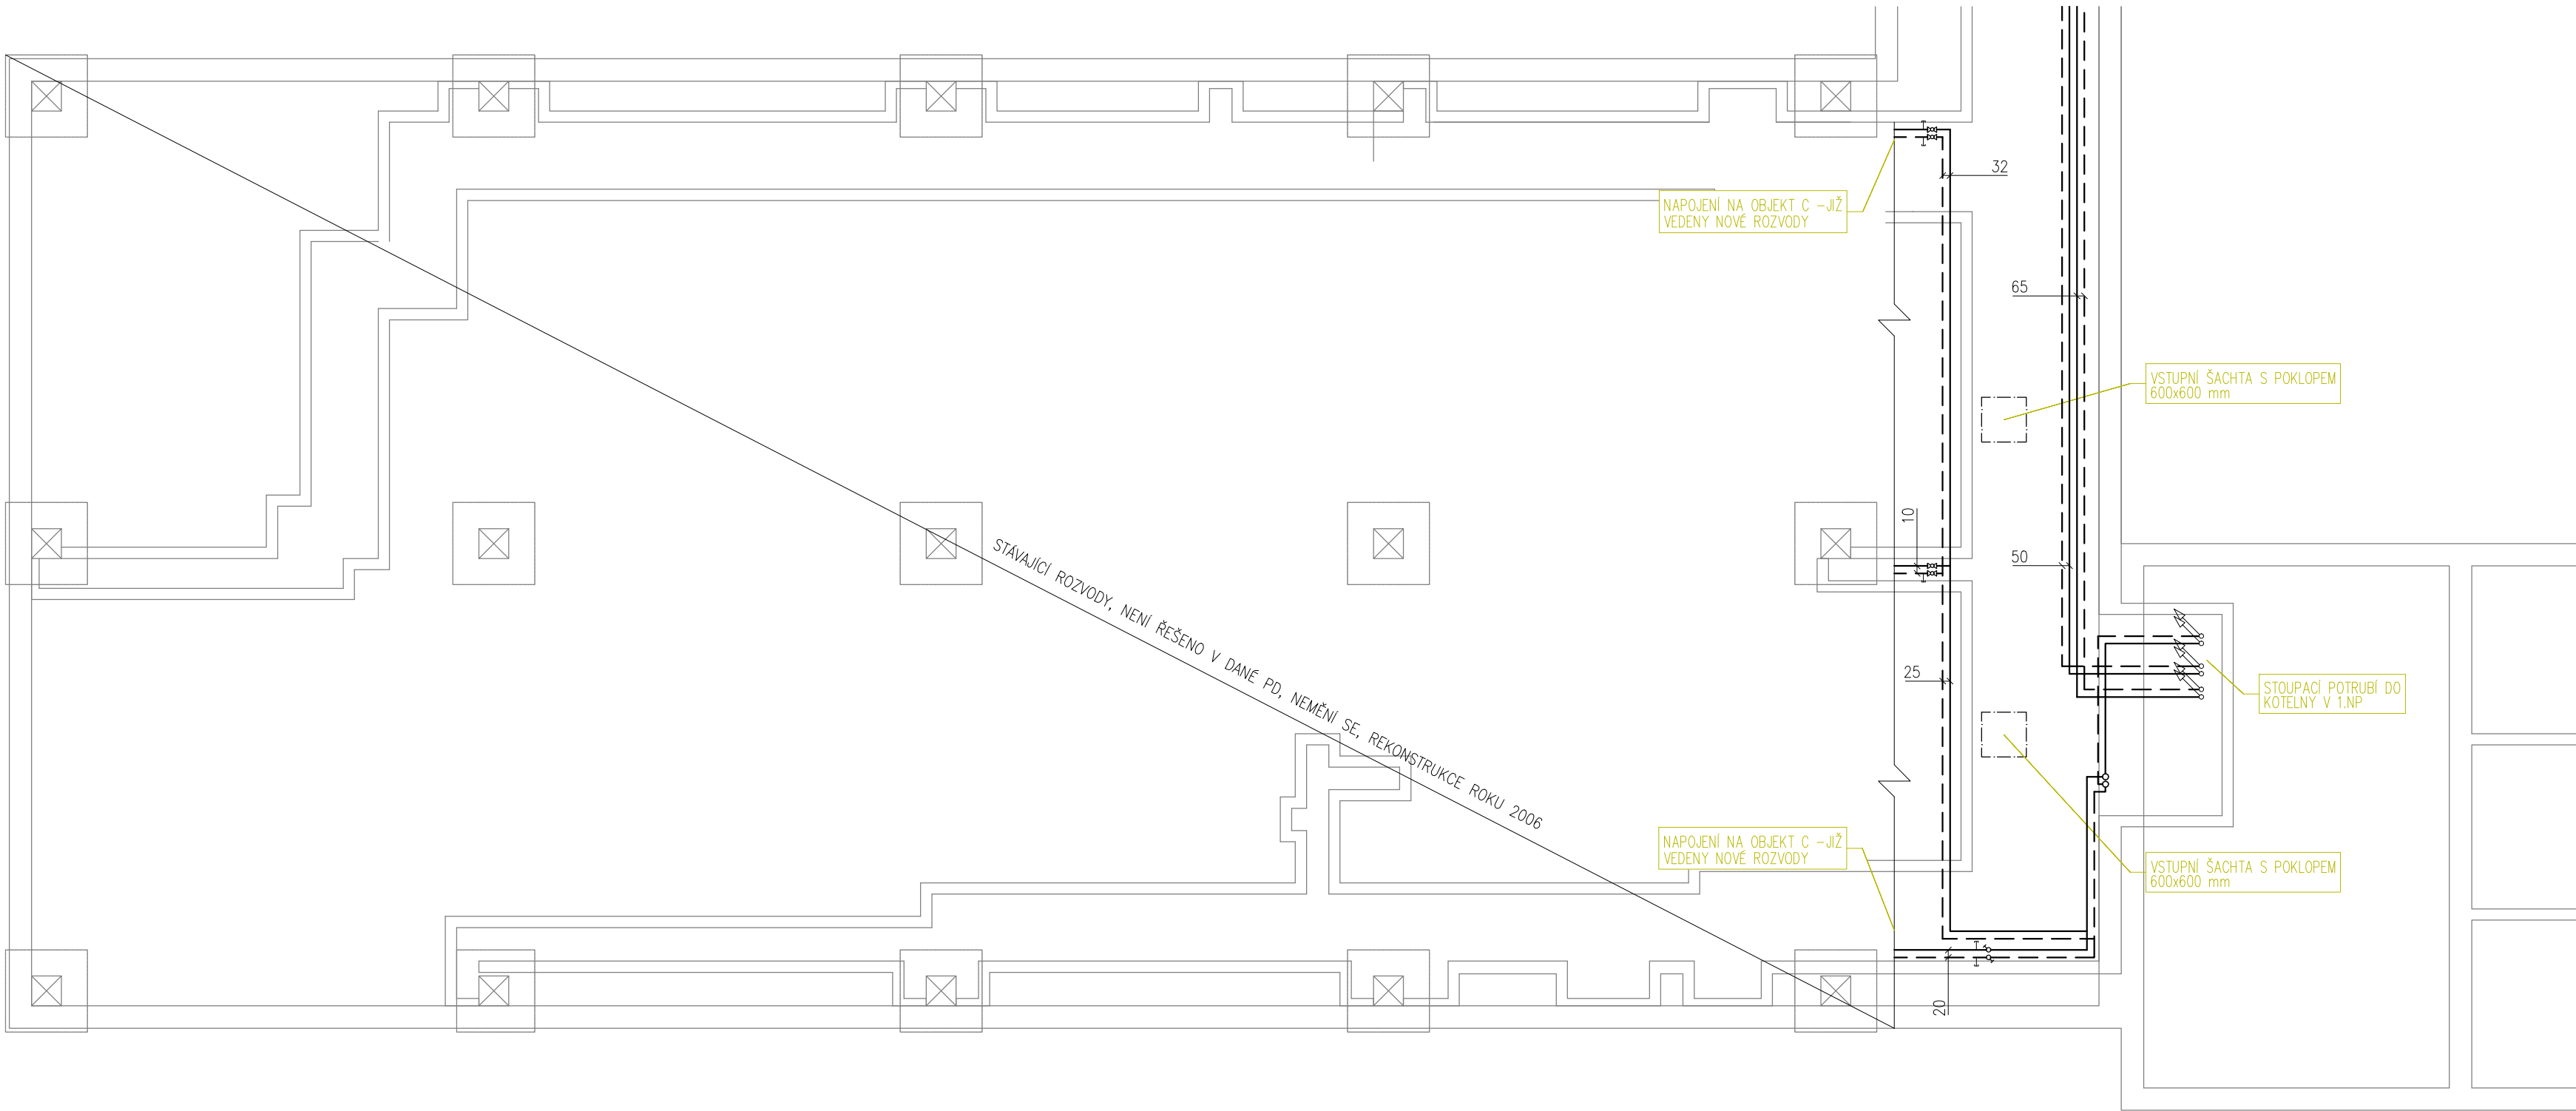 32
NAPOJENÍ NA OBJEKT C -JIŽ
VEDENY NOVÉ ROZVODY
65
VSTUPNÍ ŠACHTA S POKLOPEM
600x600 mm
10
STÁVAJÍCÍ ROZVODY, NENÍ ŘEŠENO V DANÉ PD, NEMĚNÍ SE, REKONSTRUKCE ROKU 2006
50
25
STOUPACÍ POTRUBÍ DO
KOTELNY V 1.NP
NAPOJENÍ NA OBJEKT C -JIŽ
VEDENY NOVÉ ROZVODY
VSTUPNÍ ŠACHTA S POKLOPEM
600x600 mm
20